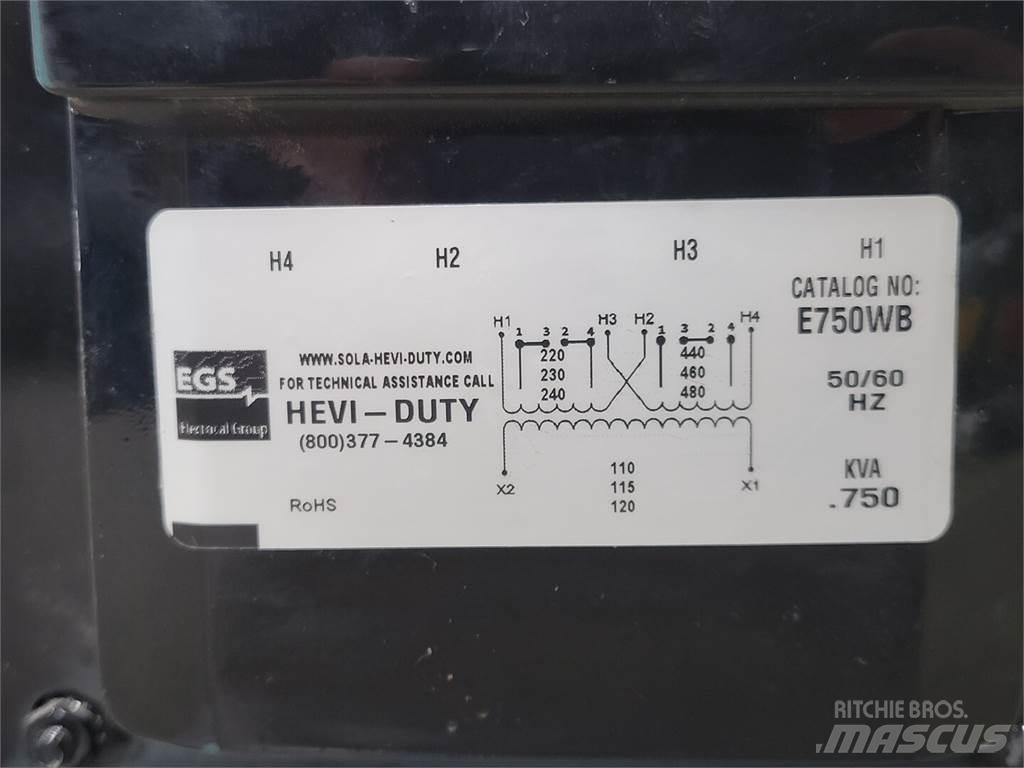 H4 H2 H3 H1
CATALOG NO:
E750WB
50/60
HZ
KVA
.750
EGS
Electrical Group
WWW.SOLA-HEVI-DUTY.COM
FOR TECHNICAL ASSISTANCE CALL
HEVI-DUTY
(800)377-4384
RoHS
H1 H3 H2 H4
1 3 2 4 1 3 2 4
220 440
230 460
240 480
X2 X1
110
115
120
RITCHIE BROS.
MASCUS